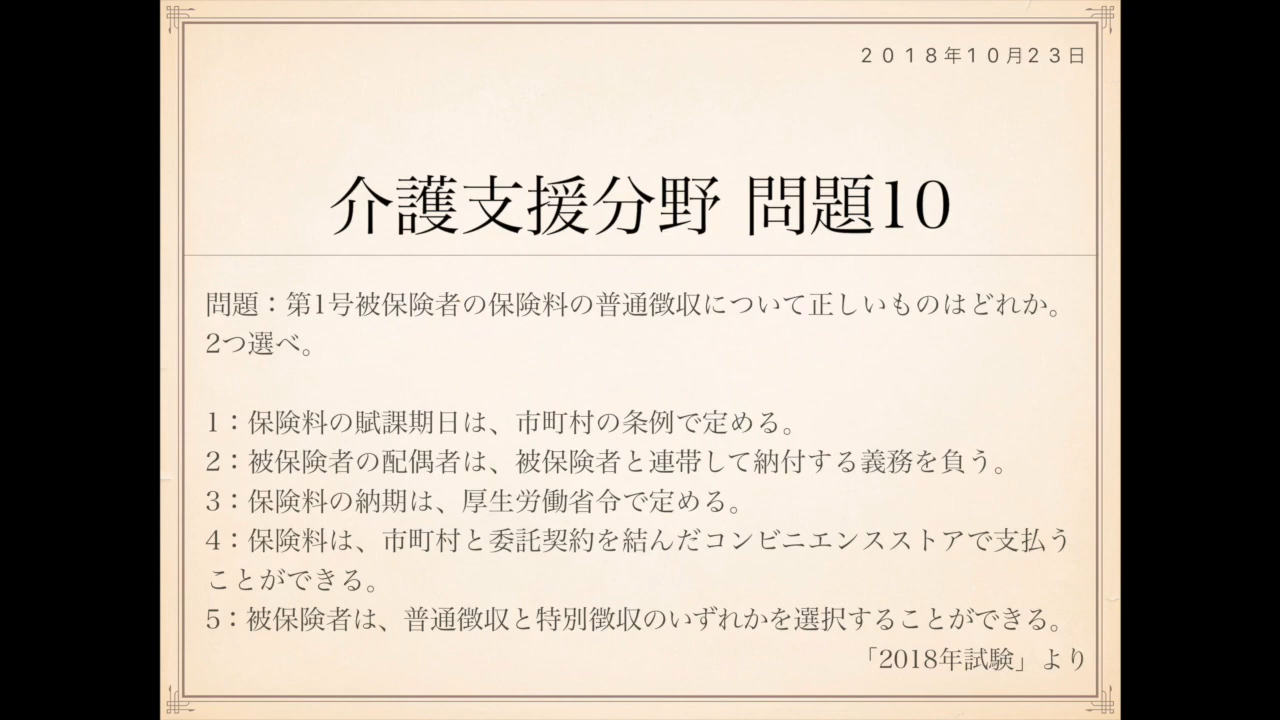 ２０１８年１０月２３日
介護支援分野 問題10
問題：第1号被保険者の保険料の普通徴収について正しいものはどれか。
2つ選べ。
1：保険料の賦課期日は、市町村の条例で定める。
2：被保険者の配偶者は、被保険者と連帯して納付する義務を負う。
3：保険料の納期は、厚生労働省令で定める。
4：保険料は、市町村と委託契約を結んだコンビニエンスストアで支払う
ことができる。
5：被保険者は、普通徴収と特別徴収のいずれかを選択することができる。
「2018年試験」より